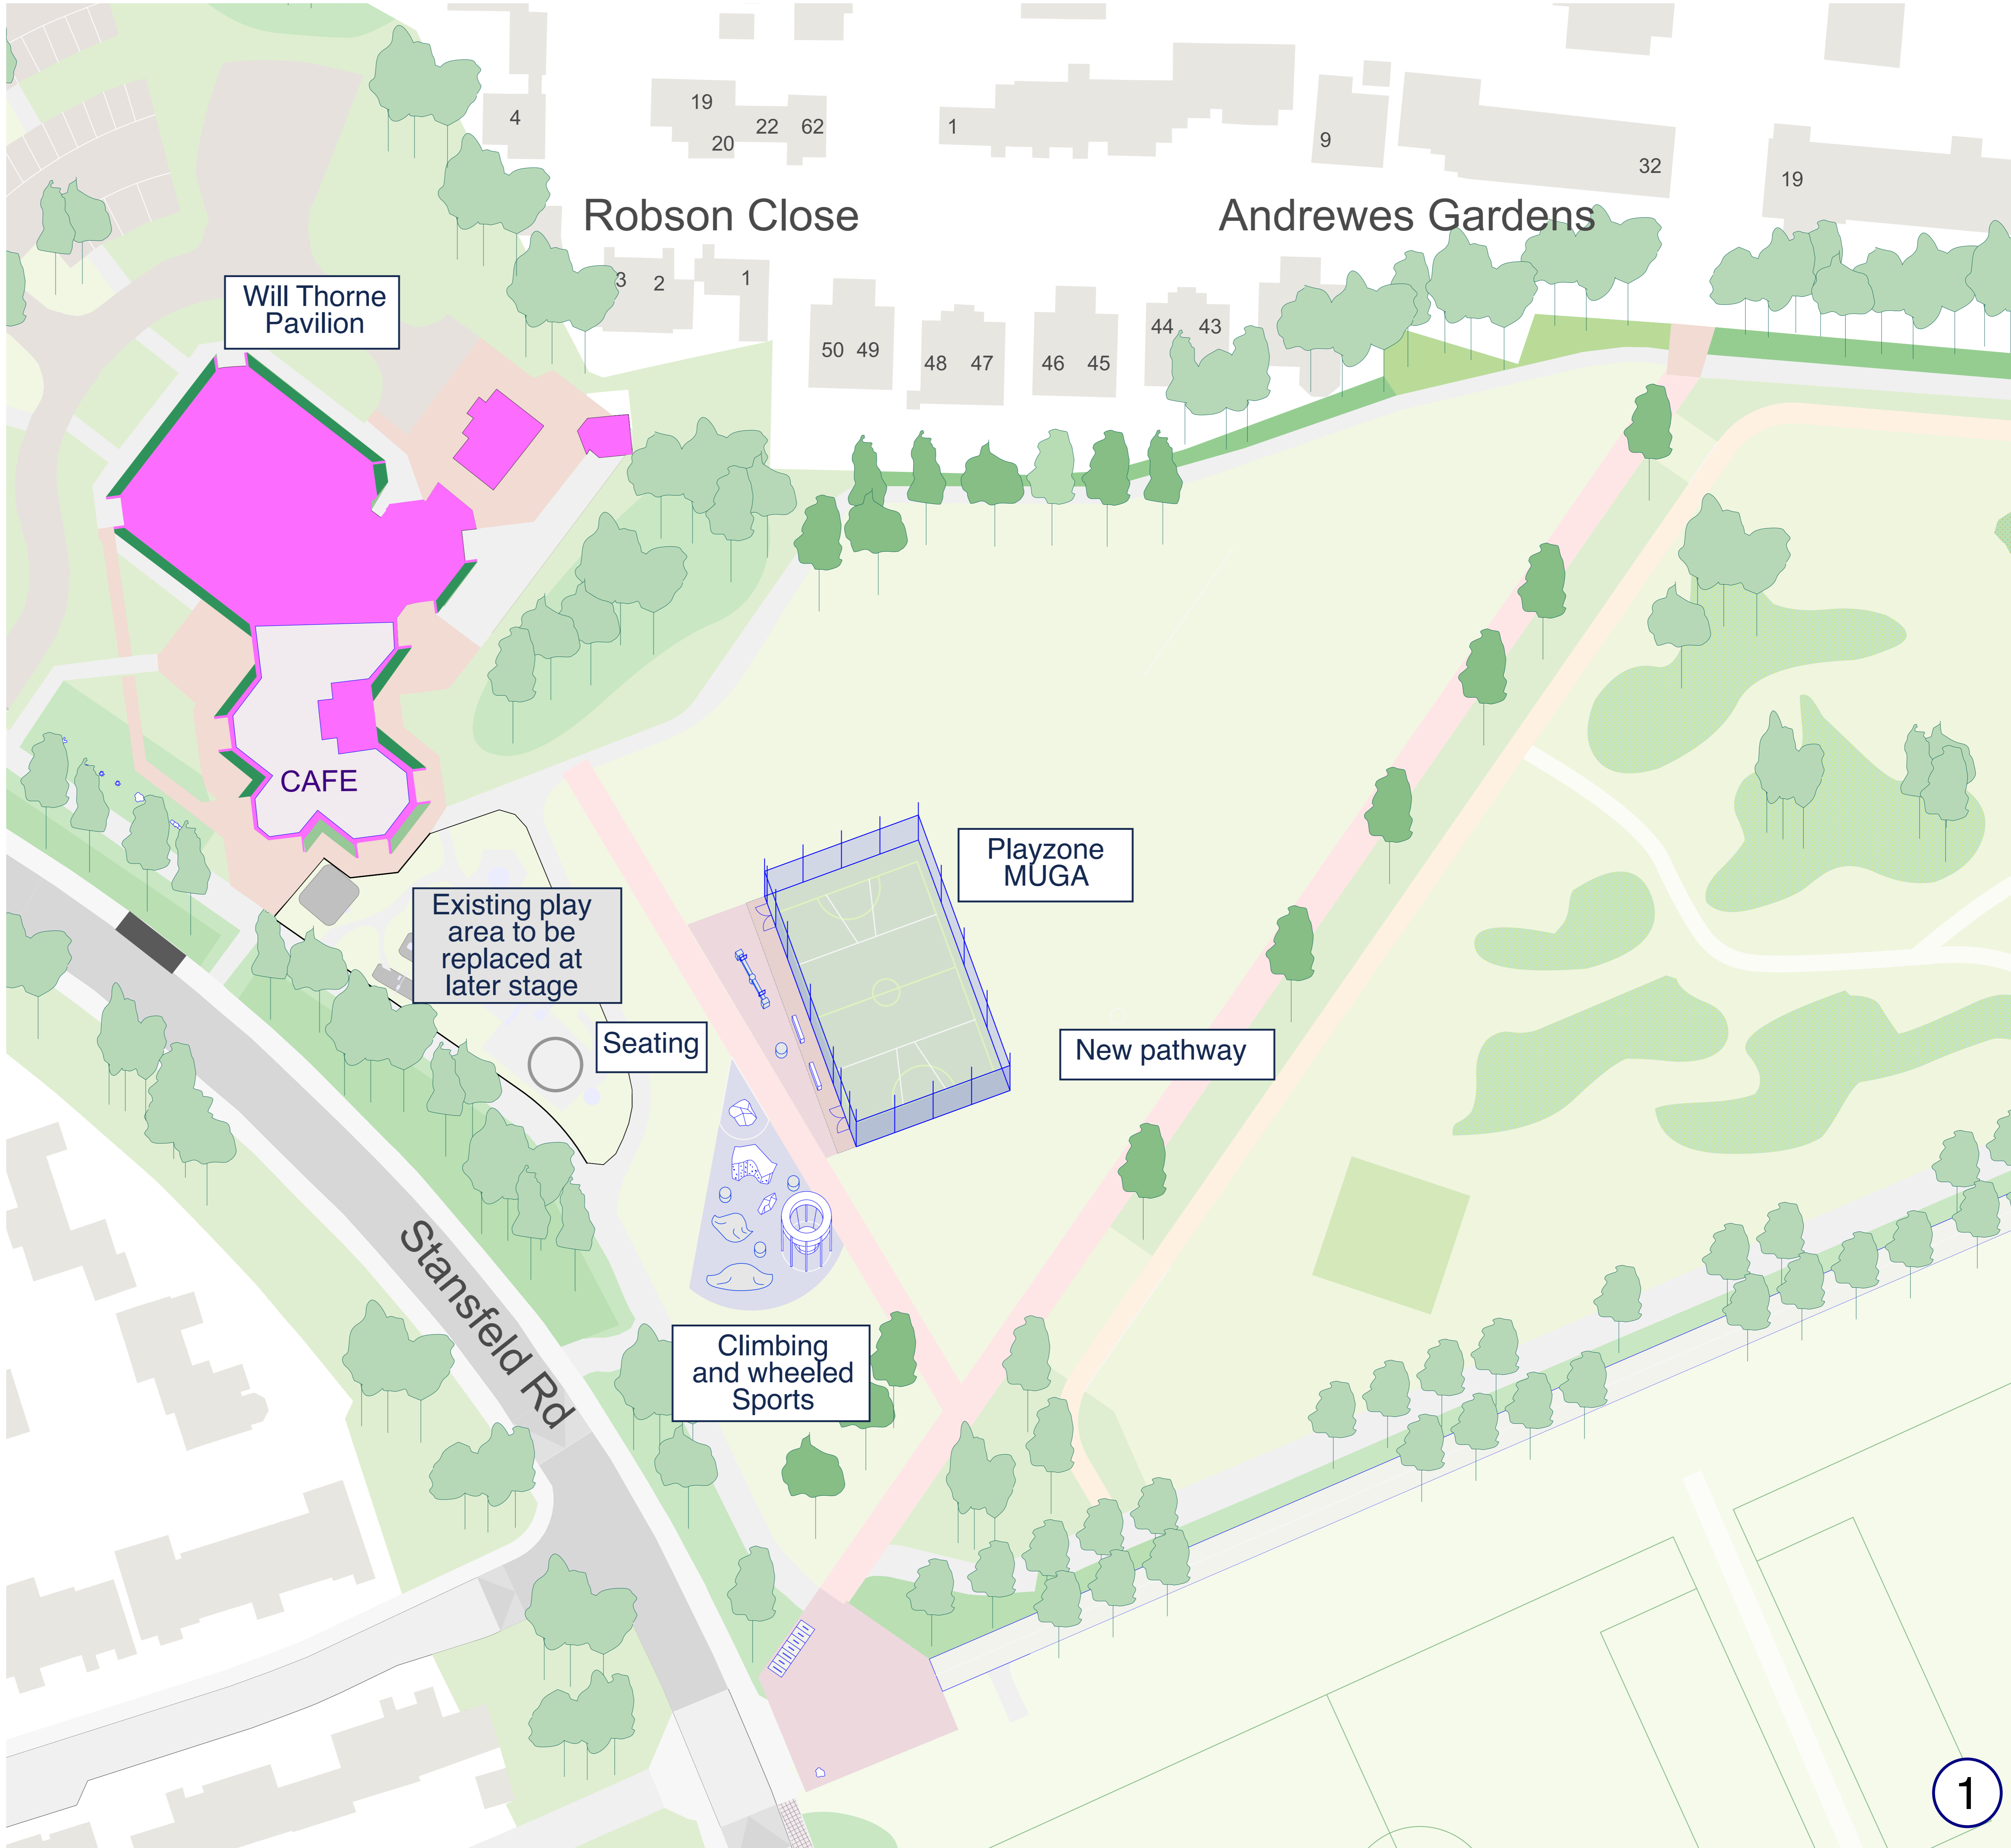 4
19
20
22
62
1
9
32
19
Robson Close
Andrewes Gardens
3
2
1
50
49
48
47
46
45
44
43
Will Thorne
Pavilion
CAFE
Playzone
MUGA
Existing play
area to be
replaced at
later stage
Seating
New pathway
Climbing
and wheeled
Sports
Stansfeld Rd
1